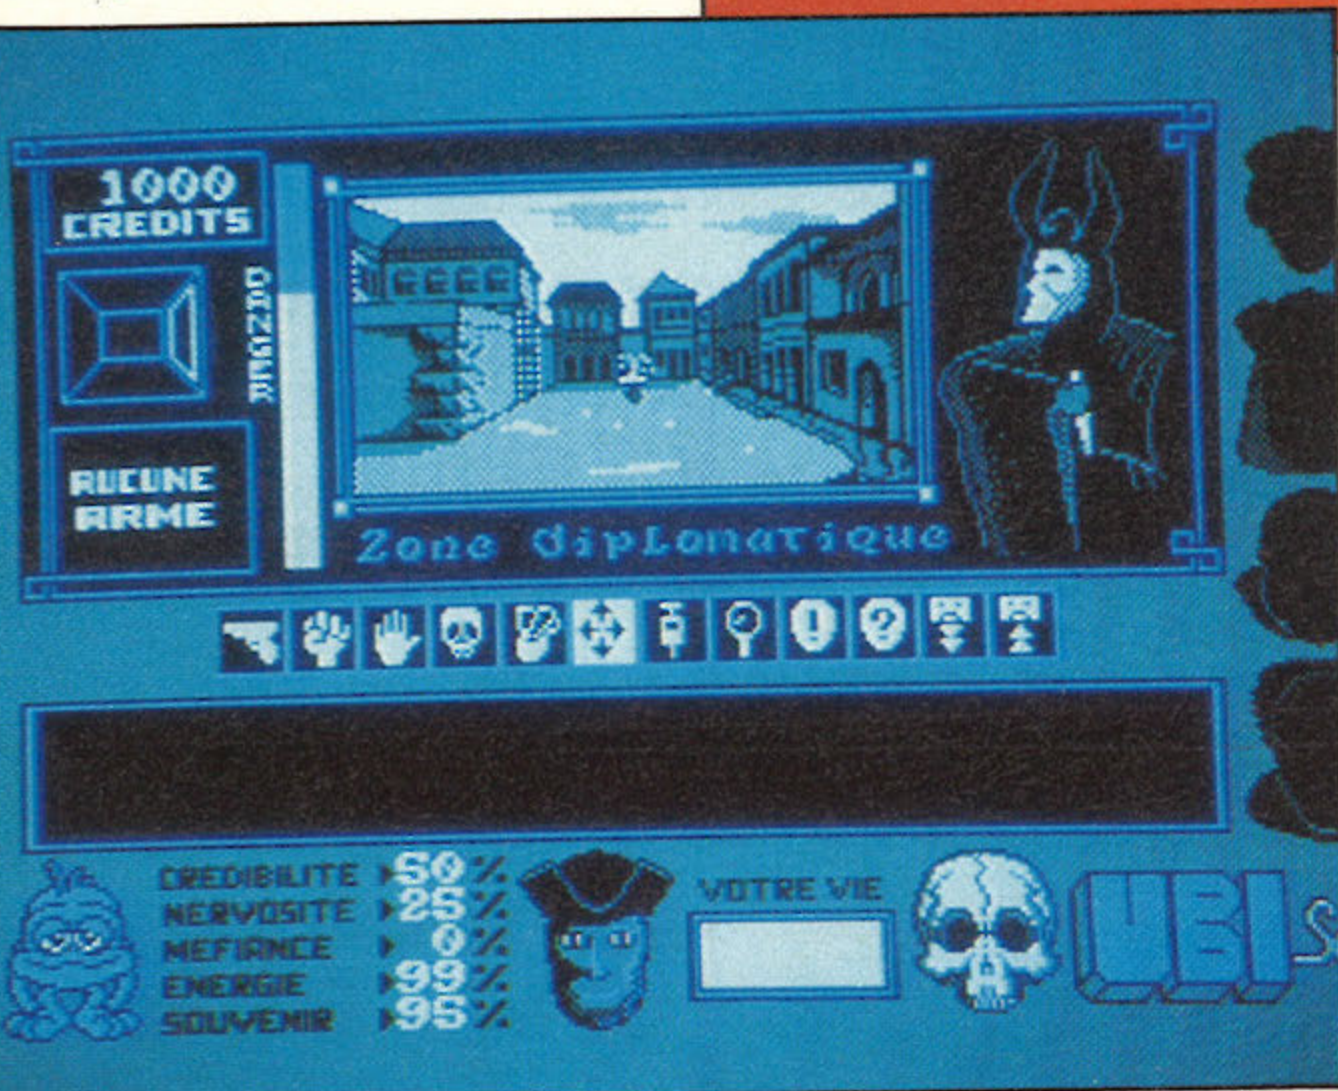 1000
CREDITS
DANGER
AUCUNE
ARME
Zone diplomatique
CREDIBILITE 50 %
NERVOSITE 25 %
MEFIANCE 0 %
ENERGIE 99 %
SOUVENIR 95 %
VOTRE VIE
UBI S